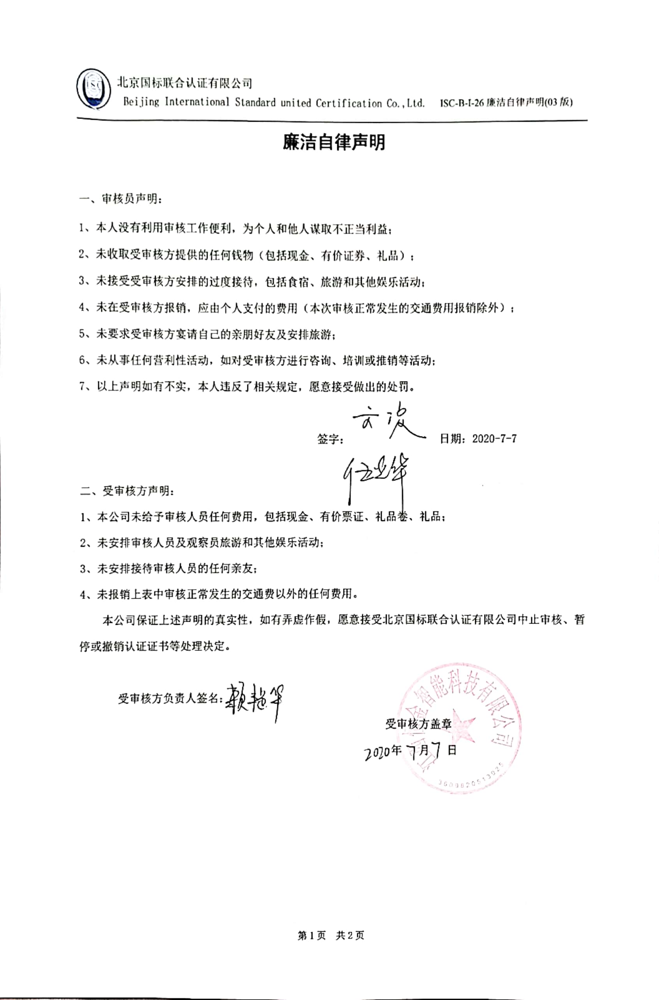 ISC
北京国标联合认证有限公司
Beijing International Standard united Certification Co.,Ltd. ISC-B-I-26 廉洁自律声明(03 版)
廉洁自律声明
一、审核员声明：
1、本人没有利用审核工作便利，为个人和他人谋取不正当利益；
2、未收取受审核方提供的任何钱物（包括现金、有价证券、礼品）；
3、未接受受审核方安排的过度接待，包括食宿、旅游和其他娱乐活动；
4、未在受审核方报销，应由个人支付的费用（本次审核正常发生的交通费用报销除外）；
5、未要求受审核方宴请自己的亲朋好友及安排旅游；
6、未从事任何营利性活动，如对受审核方进行咨询、培训或推销等活动；
7、以上声明如有不实，本人违反了相关规定，愿意接受做出的处罚。
签字： 文波 日期：2020-7-7
伍光华
二、受审核方声明：
1、本公司未给予审核人员任何费用，包括现金、有价票证、礼品卷、礼品；
2、未安排审核人员及观察员旅游和其他娱乐活动；
3、未安排接待审核人员的任何亲友；
4、未报销上表中审核正常发生的交通费以外的任何费用。
本公司保证上述声明的真实性，如有弄虚作假，愿意接受北京国标联合认证有限公司中止审核、暂
停或撤销认证证书等处理决定。
受审核方负责人签名：赖超华
金智能科技有限公司
受审核方盖章
2020年7月7日
第1页 共2页